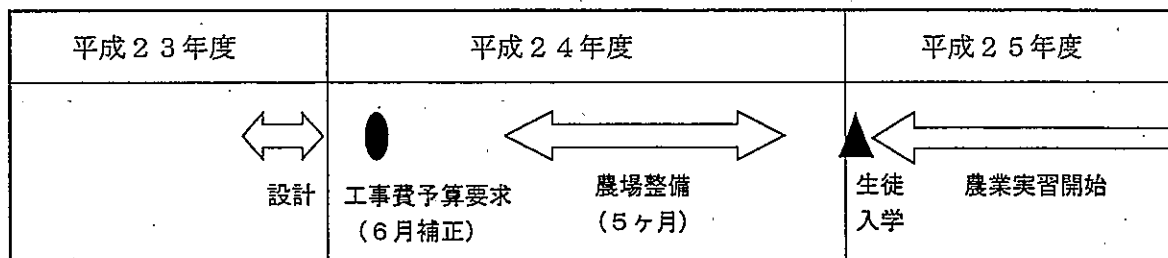 平成２３年度
平成２４年度
平成２５年度
設計
工事費予算要求
（６月補正）
農場整備
（５ヶ月）
生徒
入学
農業実習開始